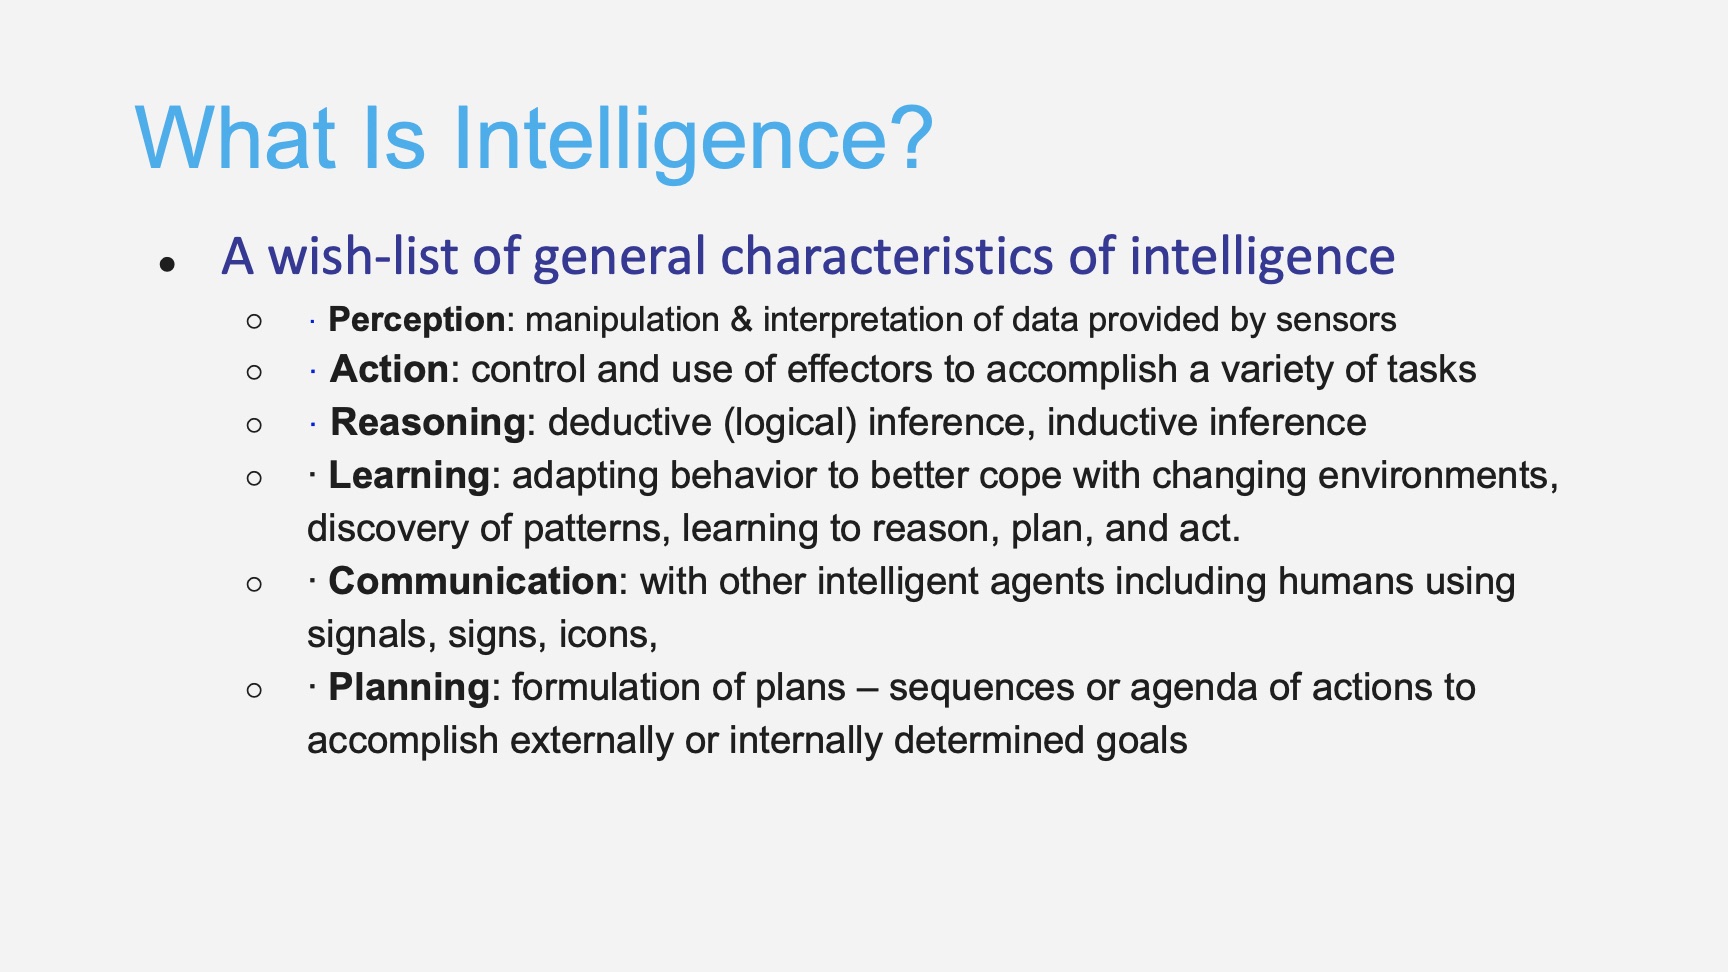 What Is Intelligence?
● A wish-list of general characteristics of intelligence
○ · Perception: manipulation & interpretation of data provided by sensors
○ · Action: control and use of effectors to accomplish a variety of tasks
○ · Reasoning: deductive (logical) inference, inductive inference
○ · Learning: adapting behavior to better cope with changing environments,
discovery of patterns, learning to reason, plan, and act.
○ · Communication: with other intelligent agents including humans using
signals, signs, icons,
○ · Planning: formulation of plans – sequences or agenda of actions to
accomplish externally or internally determined goals